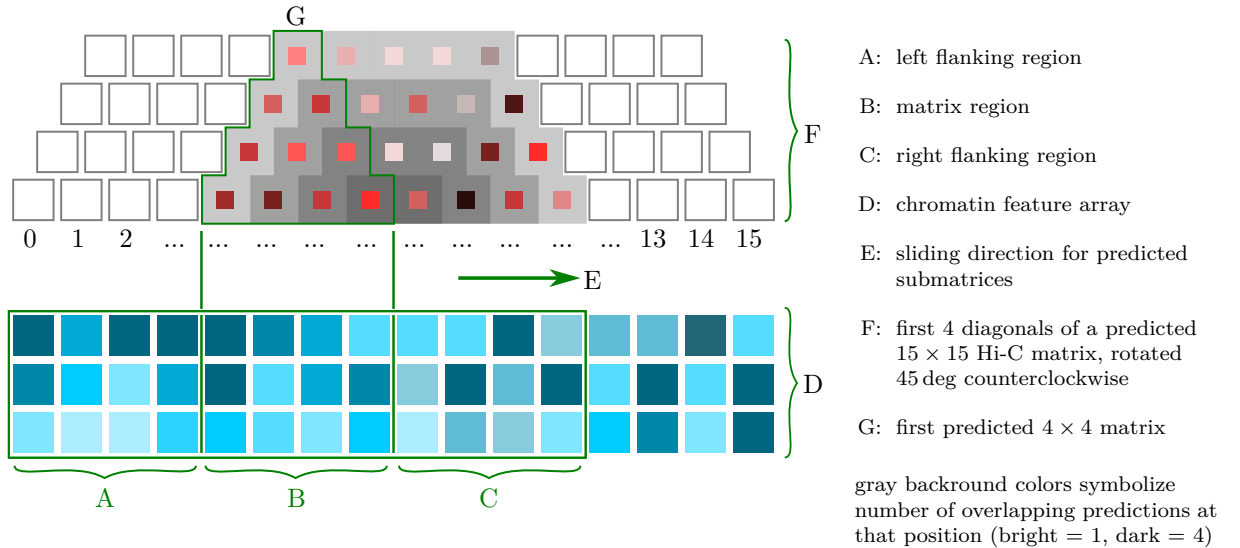 G
F
0 1 2 ... ... ... ... ... ... ... ... ... ... 13 14 15
E
D
A B C
A: left flanking region
B: matrix region
C: right flanking region
D: chromatin feature array
E: sliding direction for predicted
submatrices
F: first 4 diagonals of a predicted
15 × 15 Hi-C matrix, rotated
45 deg counterclockwise
G: first predicted 4 × 4 matrix
gray backround colors symbolize
number of overlapping predictions at
that position (bright = 1, dark = 4)